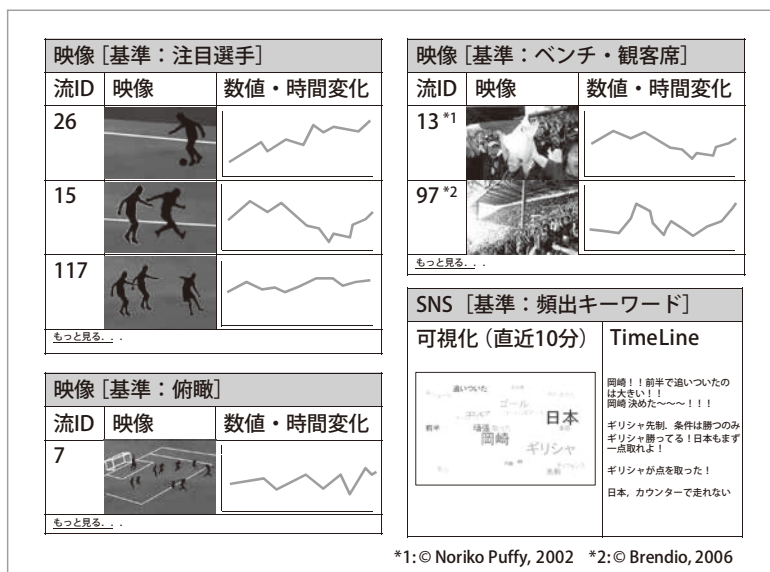 映像 [基準：注目選手]
流ID 映像 数値・時間変化
26
15
117
もっと見る. . .
映像 [基準：俯瞰]
流ID 映像 数値・時間変化
7
もっと見る. . .
映像 [基準：ベンチ・観客席]
流ID 映像 数値・時間変化
13 *1
97 *2
もっと見る. . .
SNS [基準：頻出キーワード]
可視化（直近10分） TimeLine
追いついた
ゴール
コロンビア
日本
前半
頑張
岡崎
ギリシャ
岡崎！！前半で追いついたの
は大きい！！
岡崎 決めた〜〜〜！！！
ギリシャ先制．条件は勝つのみ
ギリシャ勝ってる！日本もまず
一点取れよ！
ギリシャが点を取った！
日本，カウンターで走れない
*1: © Noriko Puffy, 2002 *2: © Brendio, 2006